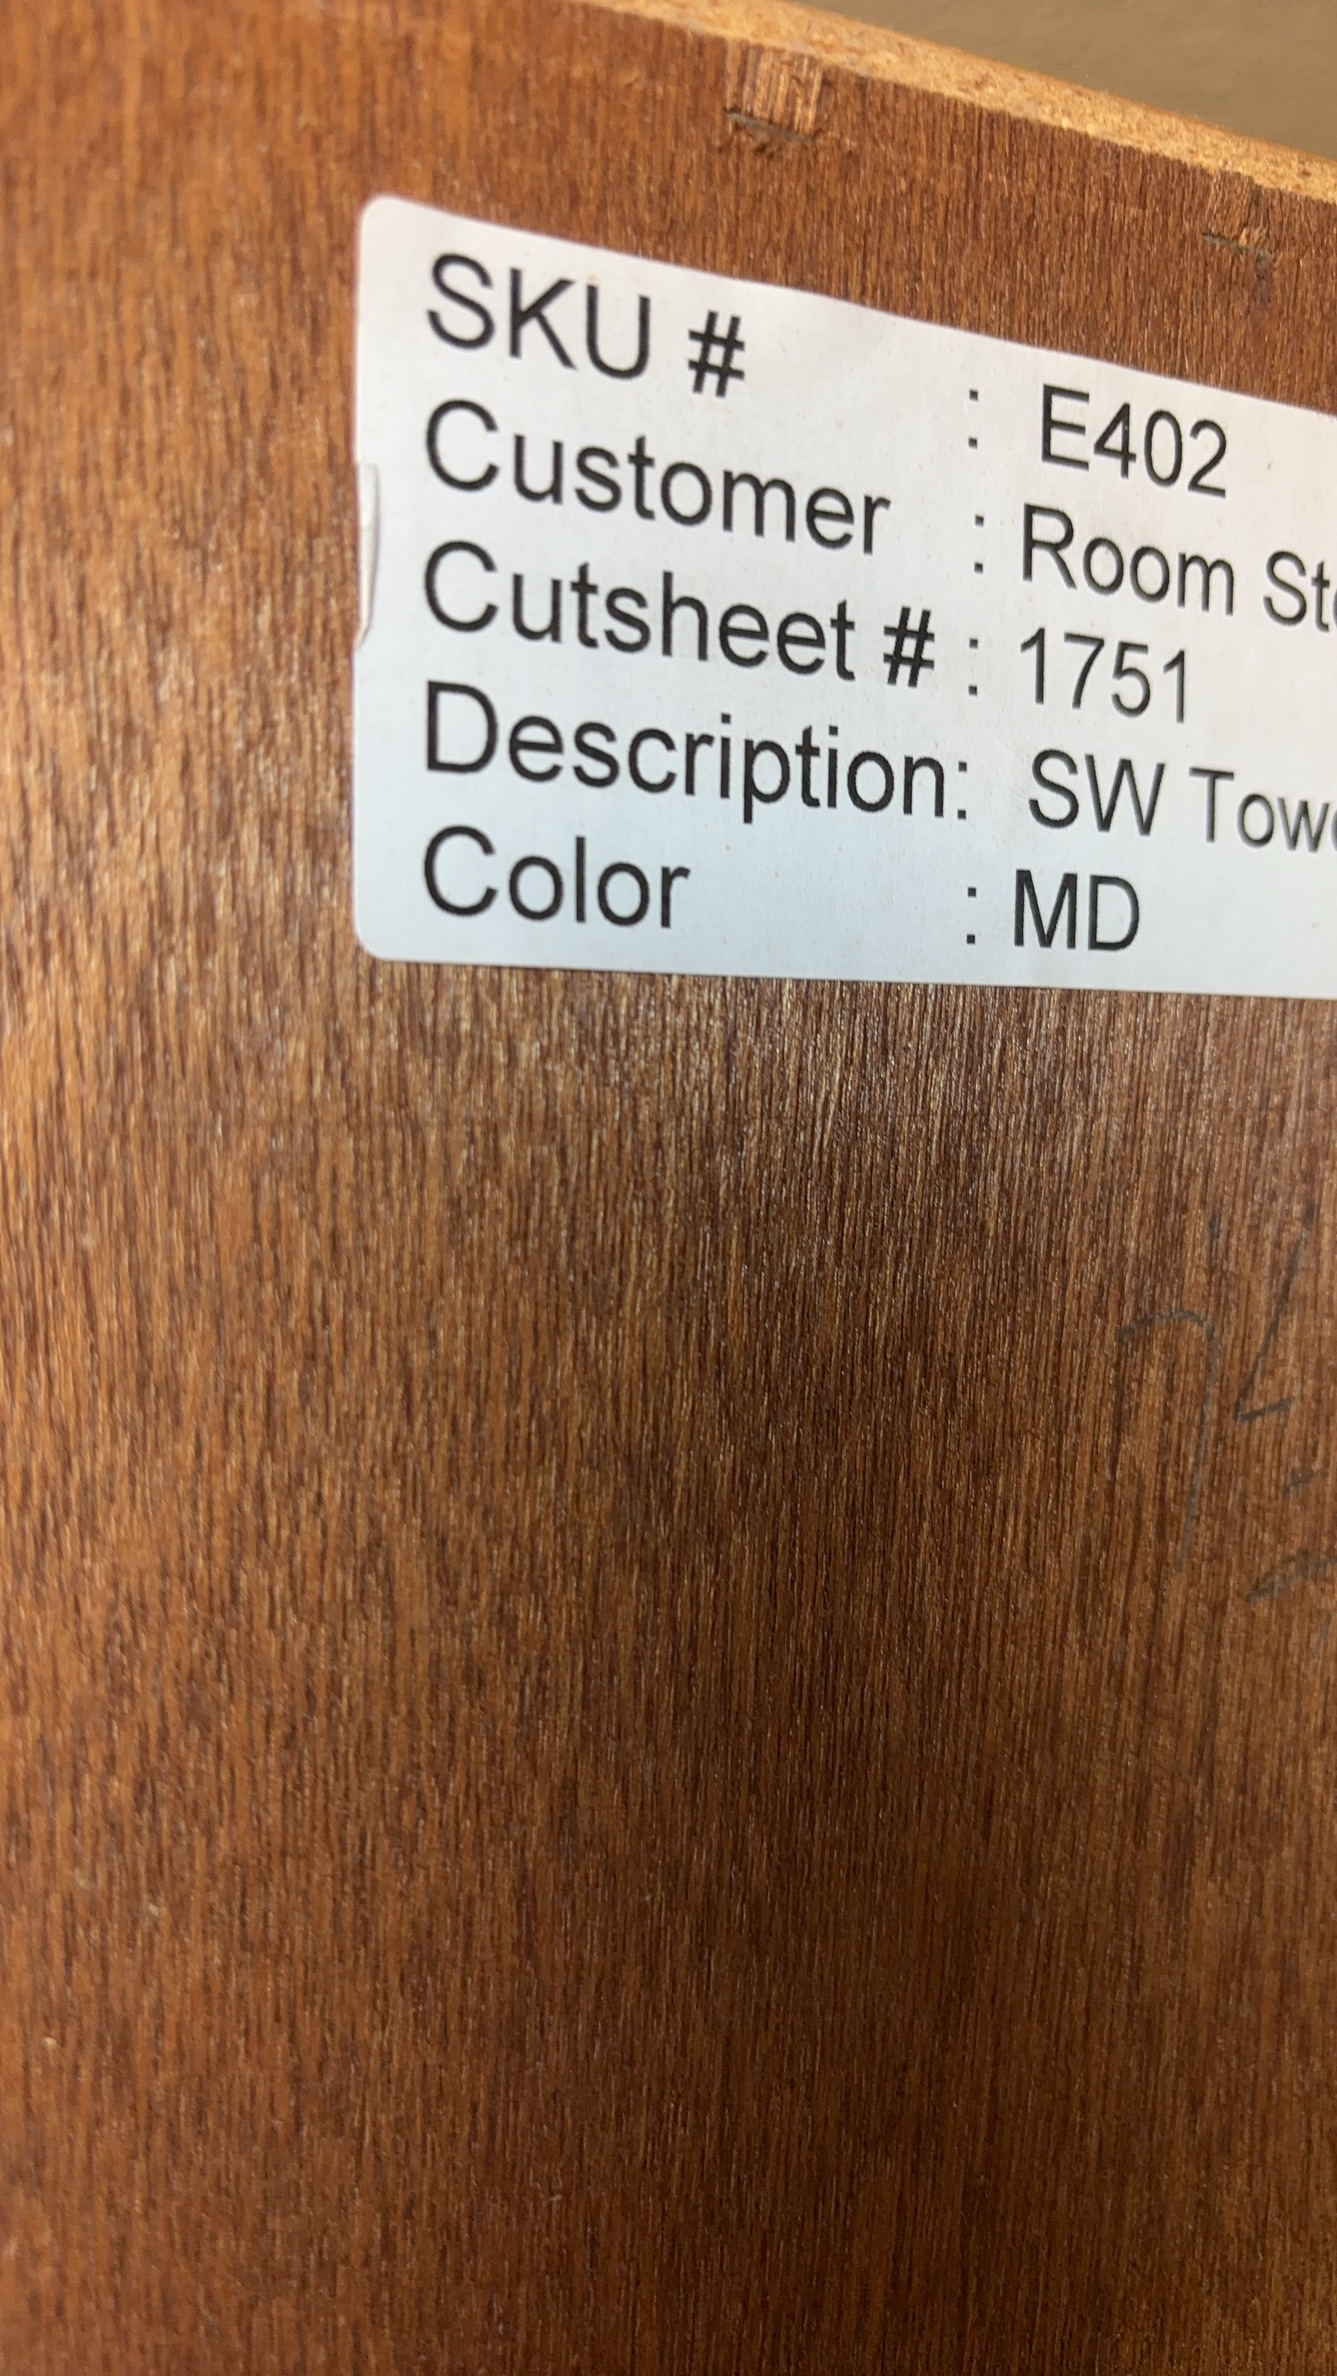 SKU # : E402
Customer : Room
Cutsheet # : 1751
Description: SW
Color : MD